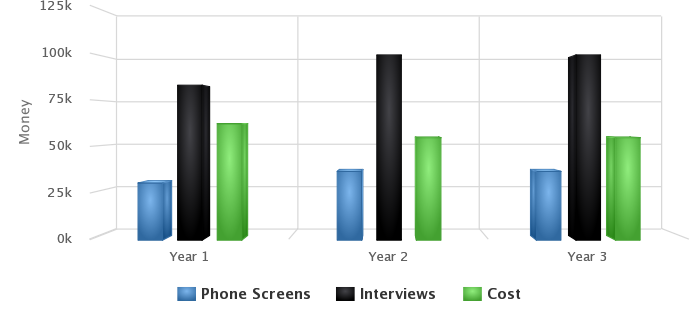 125k
100k
75k
50k
25k
0k
Money
Year 1 Year 2 Year 3
Phone Screens Interviews Cost